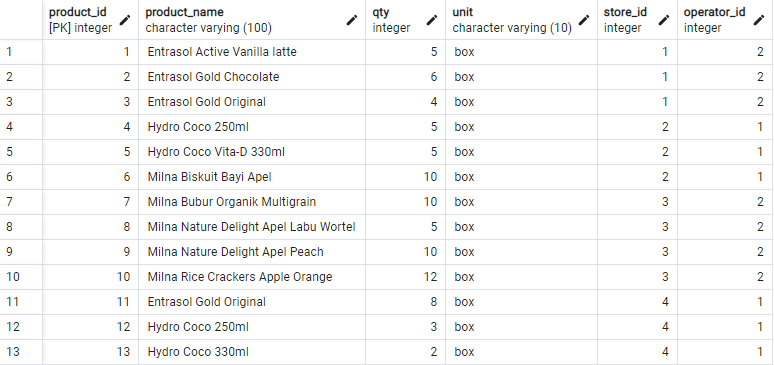 product_id product_name qty unit store_id operator_id
[PK] integer character varying (100) integer character varying (10) integer integer
1 1 Entrasol Active Vanilla latte 5 box 1 2
2 2 Entrasol Gold Chocolate 6 box 1 2
3 3 Entrasol Gold Original 4 box 1 2
4 4 Hydro Coco 250ml 5 box 2 1
5 5 Hydro Coco Vita-D 330ml 5 box 2 1
6 6 Milna Biskuit Bayi Apel 10 box 2 1
7 7 Milna Bubur Organik Multigrain 10 box 3 2
8 8 Milna Nature Delight Apel Labu Wortel 5 box 3 2
9 9 Milna Nature Delight Apel Peach 10 box 3 2
10 10 Milna Rice Crackers Apple Orange 12 box 3 2
11 11 Entrasol Gold Original 8 box 4 1
12 12 Hydro Coco 250ml 3 box 4 1
13 13 Hydro Coco 330ml 2 box 4 1